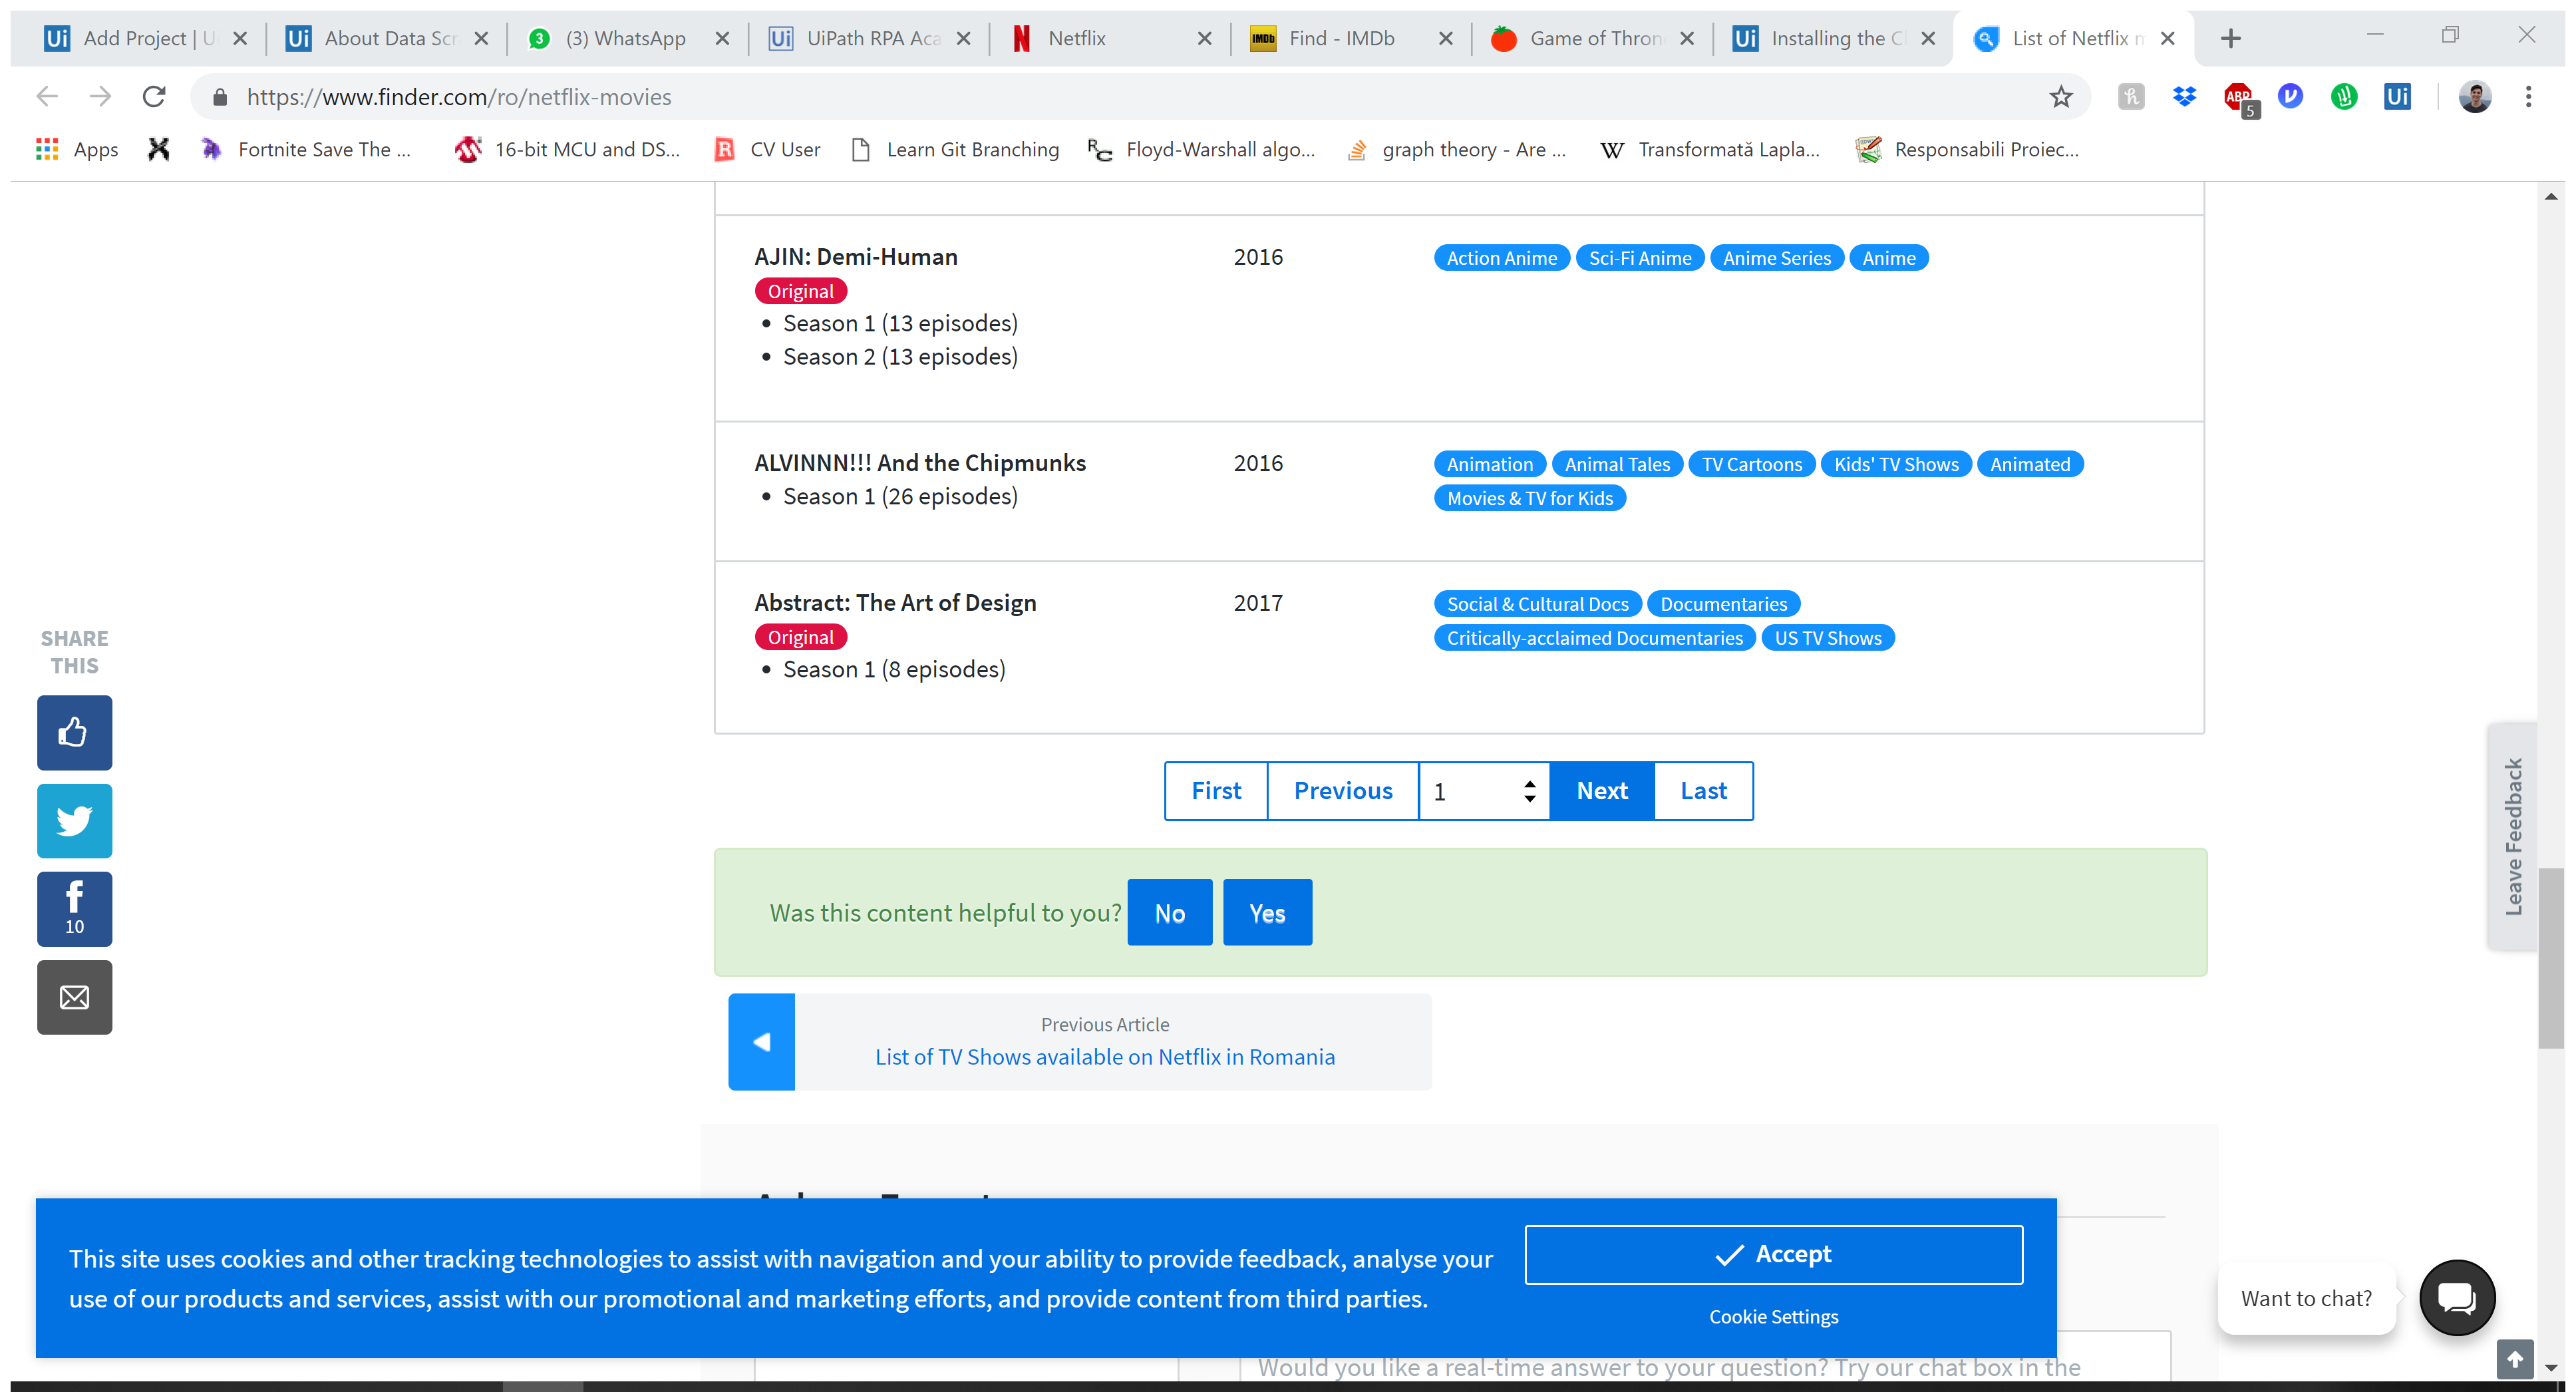 Add Project | U
About Data Scr
(3) WhatsApp
UiPath RPA Aca
Netflix
Find - IMDb
Game of Thron
Installing the C
List of Netflix m
https://www.finder.com/ro/netflix-movies
ABP
5
Apps
Fortnite Save The ...
16-bit MCU and DS...
CV User
Learn Git Branching
Floyd-Warshall algo...
graph theory - Are ...
Transformată Lapla...
Responsabili Proiec...
AJIN: Demi-Human 2016 Action Anime Sci-Fi Anime Anime Series Anime
Original
• Season 1 (13 episodes)
• Season 2 (13 episodes)
ALVINNN!!! And the Chipmunks 2016 Animation Animal Tales TV Cartoons Kids' TV Shows Animated
• Season 1 (26 episodes) Movies & TV for Kids
Abstract: The Art of Design 2017 Social & Cultural Docs Documentaries
Original Critically-acclaimed Documentaries US TV Shows
• Season 1 (8 episodes)
SHARE
THIS
10
First Previous 1 Next Last
Leave Feedback
Was this content helpful to you? No Yes
Previous Article
List of TV Shows available on Netflix in Romania
This site uses cookies and other tracking technologies to assist with navigation and your ability to provide feedback, analyse your
use of our products and services, assist with our promotional and marketing efforts, and provide content from third parties.
Accept
Cookie Settings
Want to chat?
Would you like a real-time answer to your question? Try our chat box in the